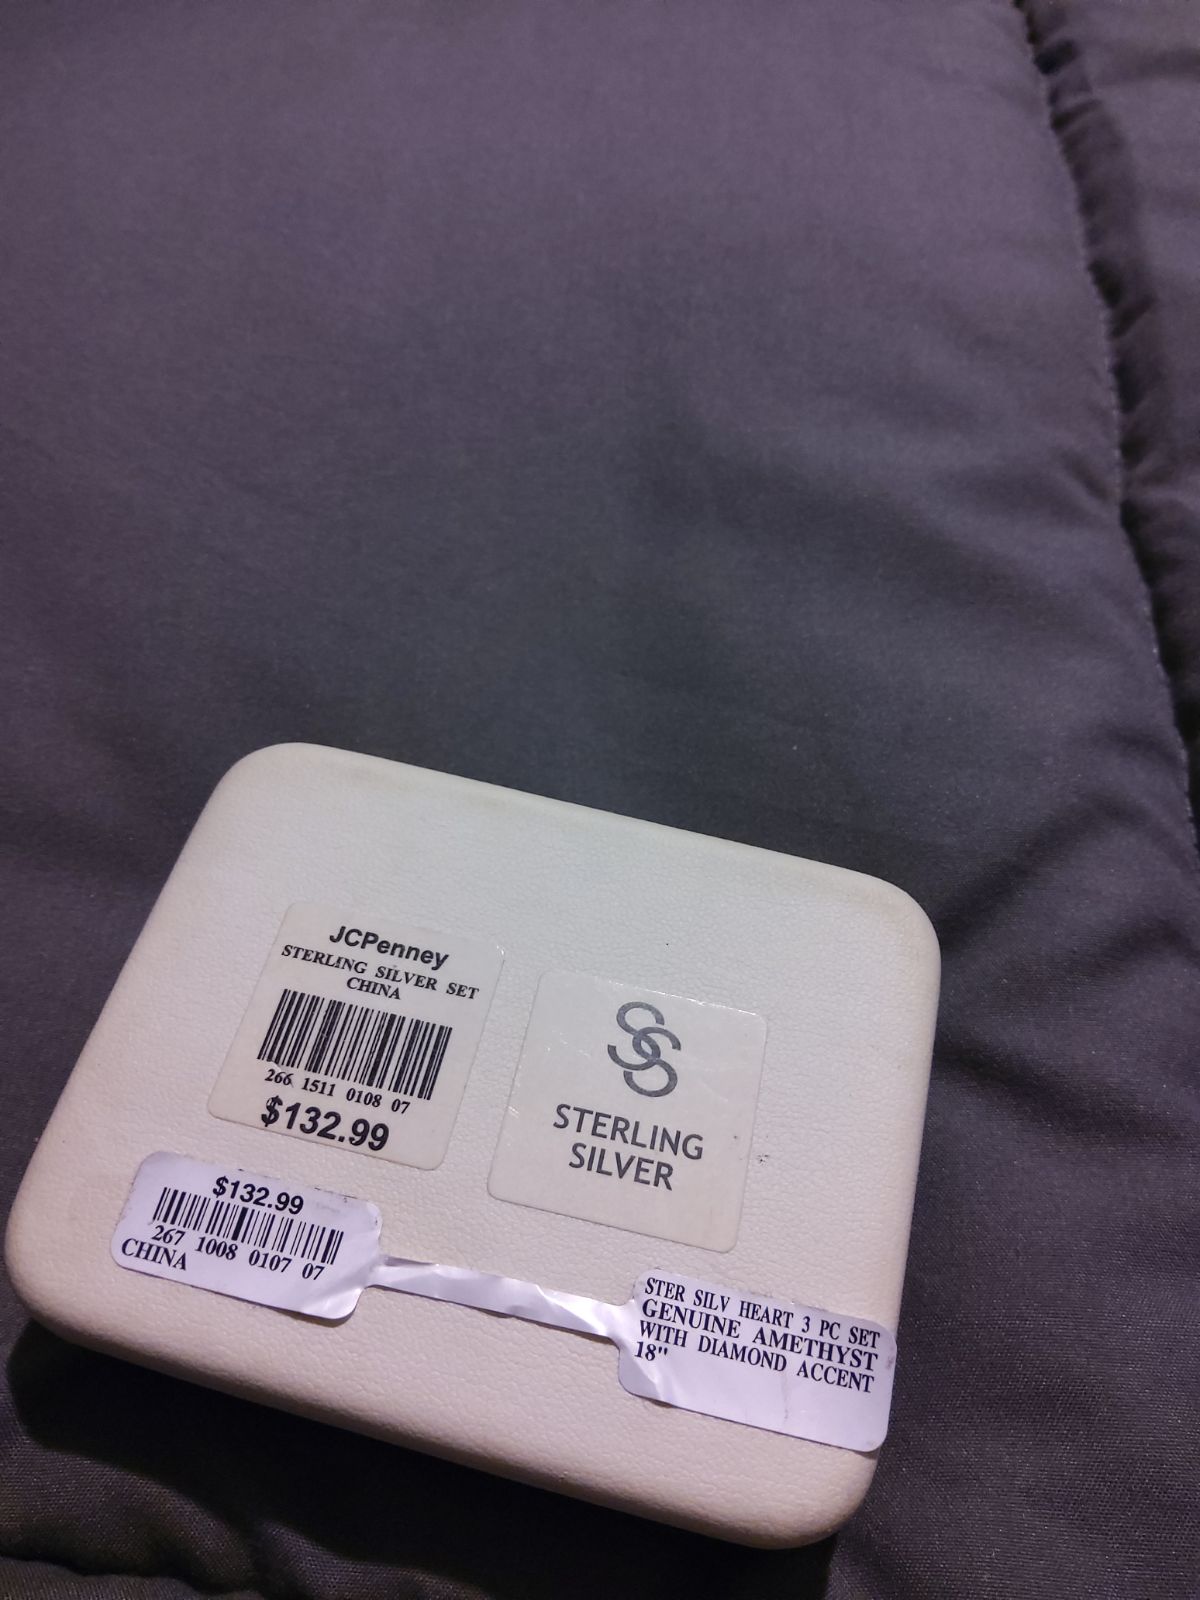 JCPenney
STERLING SILVER SET
CHINA
266 1511 0108 07
$132.99
SS
STERLING
SILVER
$132.99
267 1008 0107 07
CHINA
STER SILV HEART 3 PC SET
GENUINE AMETHYST
WITH DIAMOND ACCENT
18"